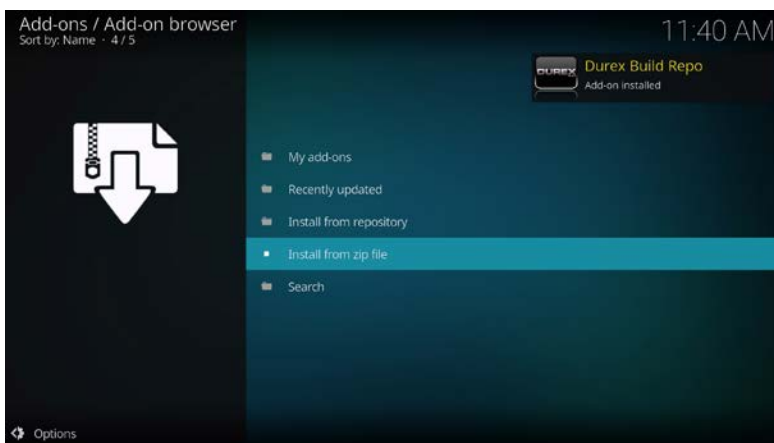 Add-ons / Add-on browser
Sort by: Name · 4 / 5
11:40 AM
DUREX
Durex Build Repo
Add-on installed
My add-ons
Recently updated
Install from repository
Install from zip file
Search
Options